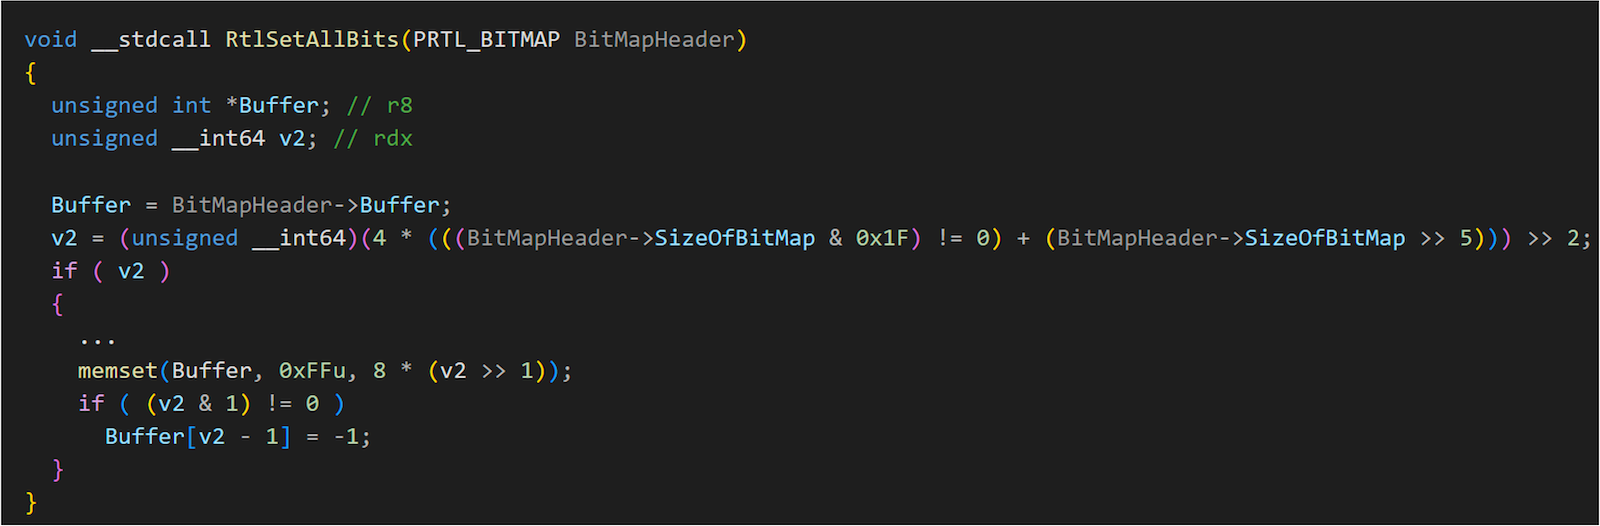 void __stdcall RtlSetAllBits(PRTL_BITMAP BitMapHeader)
{
  unsigned int *Buffer; // r8
  unsigned __int64 v2; // rdx

  Buffer = BitMapHeader->Buffer;
  v2 = (unsigned __int64)(4 * (((BitMapHeader->SizeOfBitMap & 0x1F) != 0) + (BitMapHeader->SizeOfBitMap >> 5))) >> 2;
  if ( v2 )
  {
    ...
    memset(Buffer, 0xFFu, 8 * (v2 >> 1));
    if ( (v2 & 1) != 0 )
      Buffer[v2 - 1] = -1;
  }
}